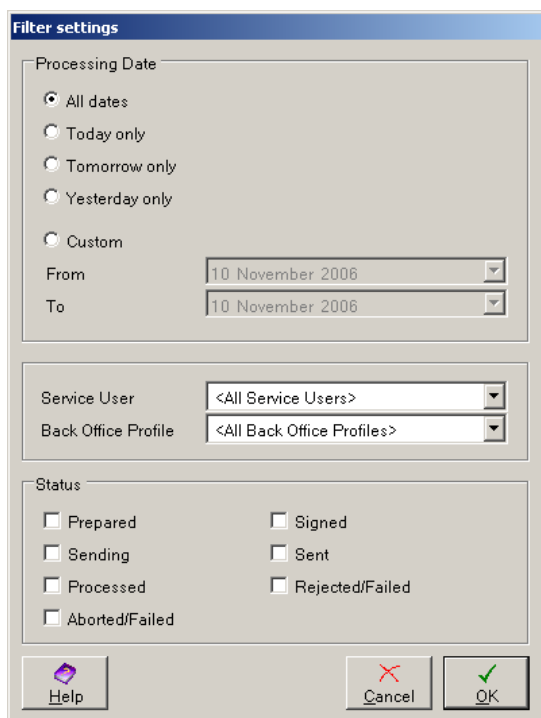 Filter settings
Processing Date
All dates
Today only
Tomorrow only
Yesterday only
Custom
From 10 November 2006
To 10 November 2006
Service User <All Service Users>
Back Office Profile <All Back Office Profiles>
Status
Prepared Signed
Sending Sent
Processed Rejected/Failed
Aborted/Failed
Help Cancel OK